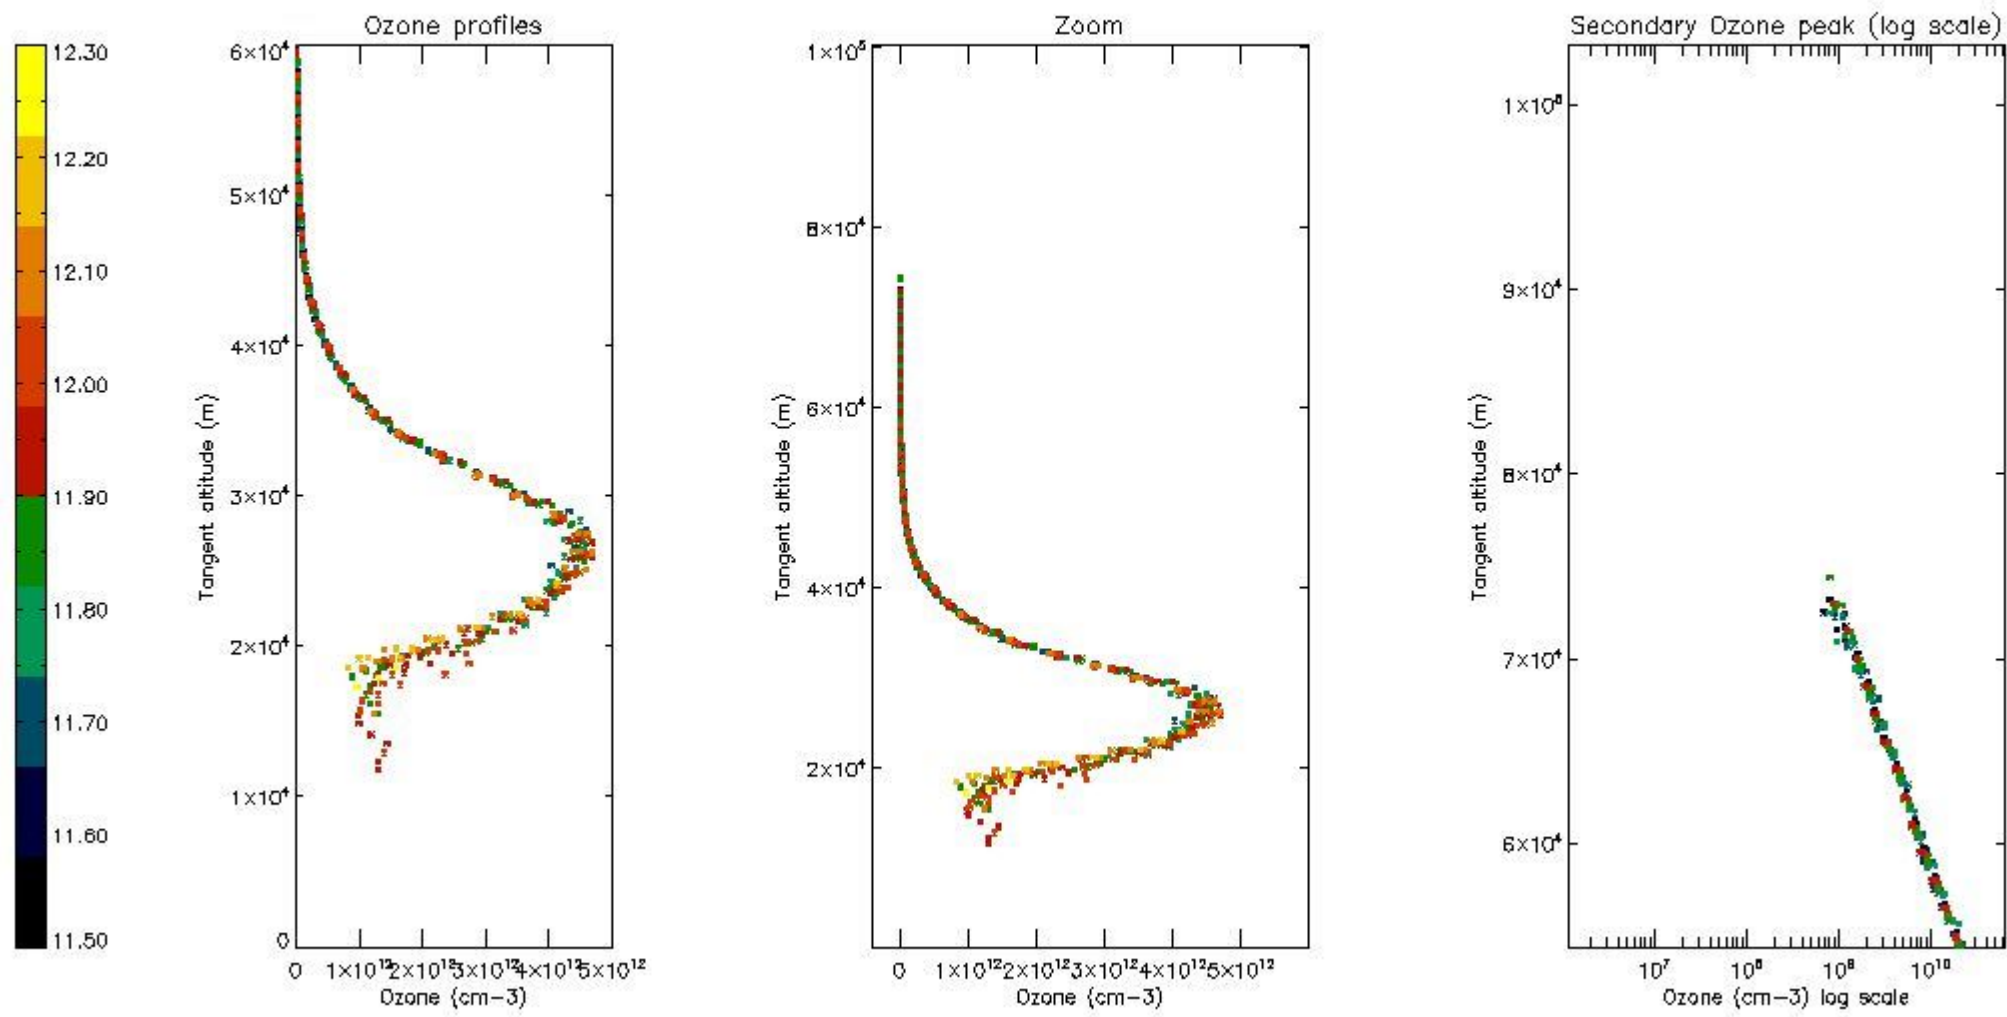 Ozone profiles
Zoom
Secondary Ozone peak (log scale)
12.30
12.20
12.10
12.00
11.90
11.80
11.70
11.60
11.50
Tangent altitude (m)
6×10⁴
5×10⁴
4×10⁴
3×10⁴
2×10⁴
1×10⁴
0
0 1×10¹² 2×10¹² 3×10¹² 4×10¹² 5×10¹²
Ozone (cm-3)
Tangent altitude (m)
1×10⁵
8×10⁴
6×10⁴
4×10⁴
2×10⁴
0 1×10¹² 2×10¹² 3×10¹² 4×10¹² 5×10¹²
Ozone (cm-3)
Tangent altitude (m)
9×10⁴
8×10⁴
7×10⁴
6×10⁴
10⁷ 10⁹ 10¹⁰
Ozone (cm-3) log scale